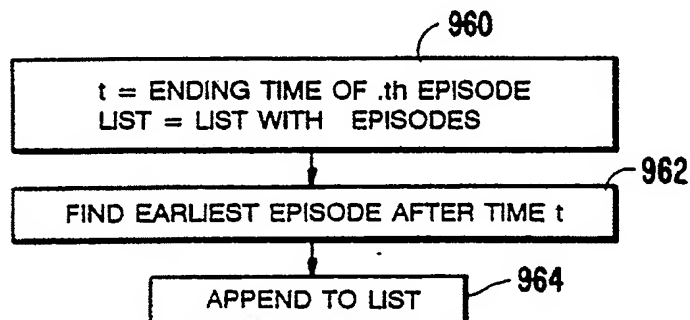 960
t = ENDING TIME OF .th EPISODE
LIST = LIST WITH EPISODES
962
FIND EARLIEST EPISODE AFTER TIME t
964
APPEND TO LIST